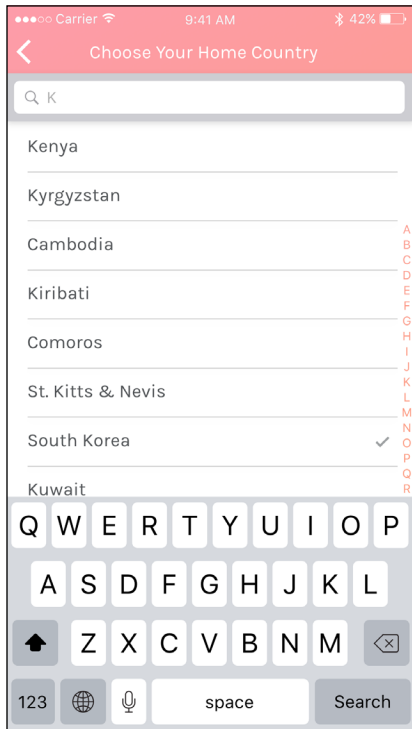 Carrier 9:41 AM 42%
Choose Your Home Country
K
Kenya
Kyrgyzstan
Cambodia
Kiribati
Comoros
St. Kitts & Nevis
South Korea
Kuwait
A
B
C
D
E
F
G
H
I
J
K
L
M
N
O
P
Q
R
Q W E R T Y U I O P
A S D F G H J K L
Z X C V B N M
123 space Search